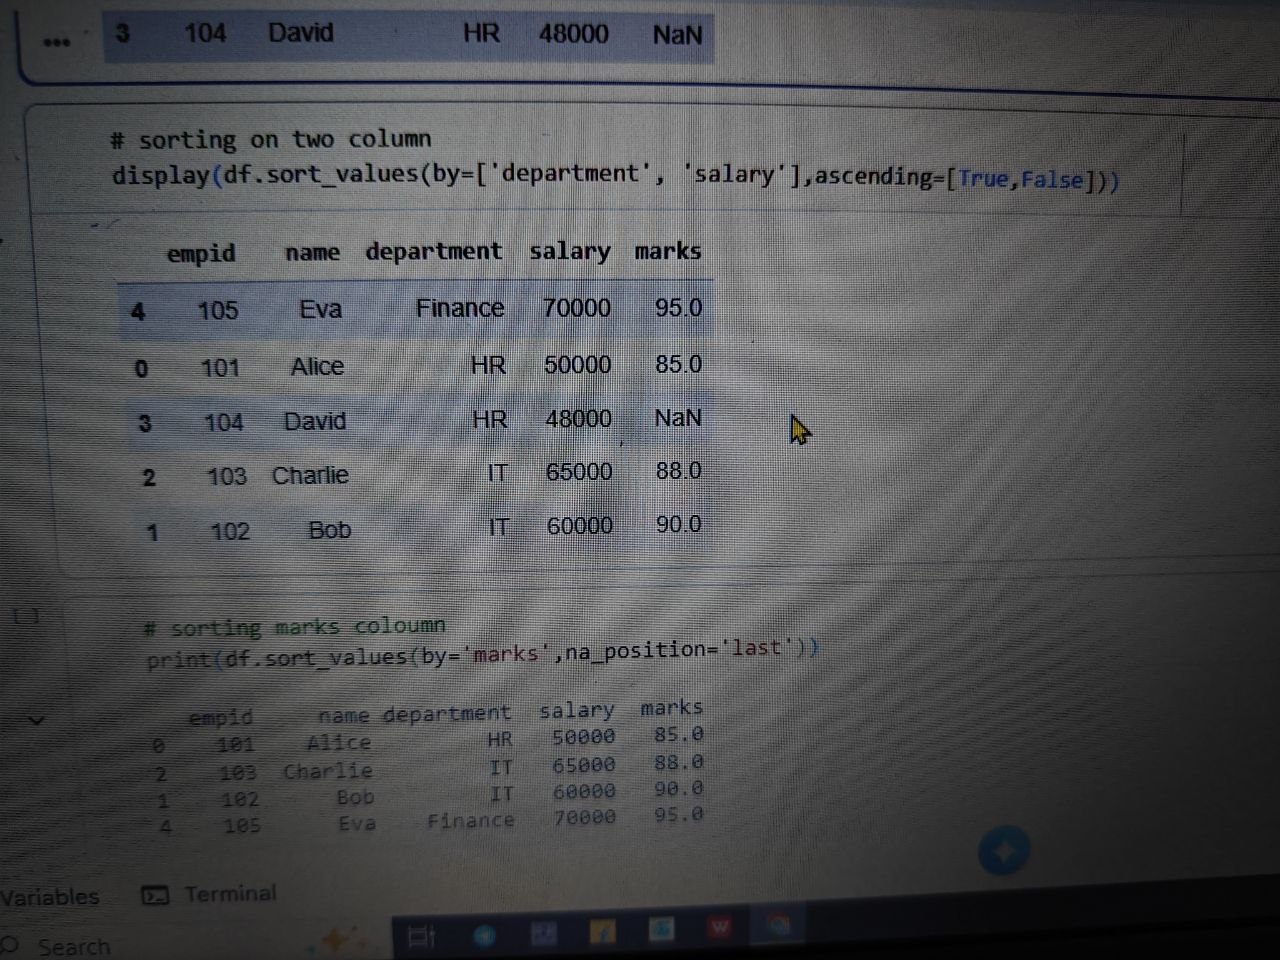 3 104 David HR 48000 NaN
# sorting on two column
display(df.sort_values(by=['department', 'salary'],ascending=[True,False]))
empid name department salary marks
4 105 Eva Finance 70000 95.0
0 101 Alice HR 50000 85.0
3 104 David HR 48000 NaN
2 103 Charlie IT 65000 88.0
1 102 Bob IT 60000 90.0
[ ]
# sorting marks coloumn
print(df.sort_values(by='marks',na_position='last'))
empid name department salary marks
0 101 Alice HR 50000 85.0
2 103 Charlie IT 65000 88.0
1 102 Bob IT 60000 90.0
4 105 Eva Finance 70000 95.0
Variables Terminal
Search